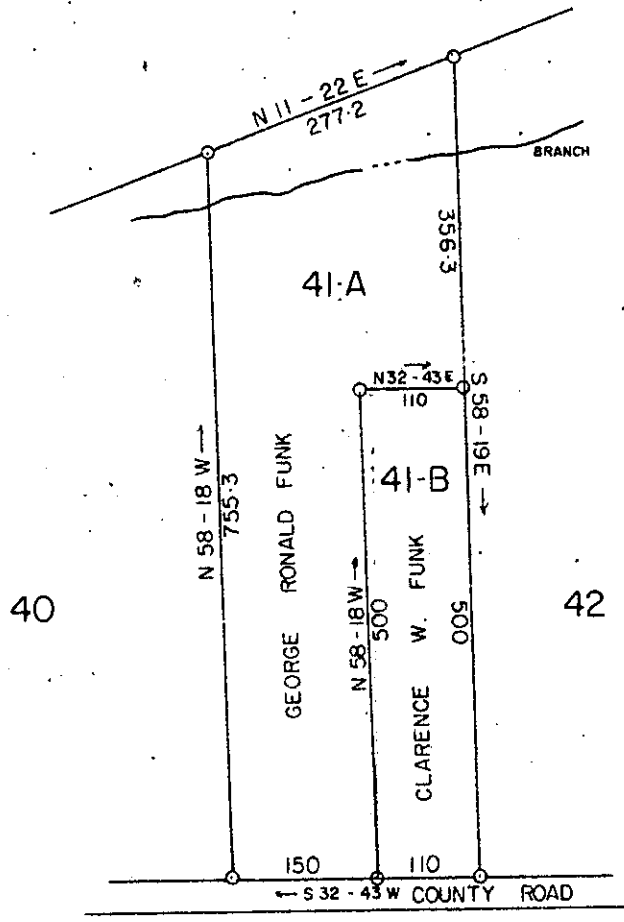 N 11 - 22 E →
277.2
BRANCH
356.3
41-A
N 32 - 43 E →
110
S 58 - 19 E →
41-B
N 58 - 18 W →
755.3
GEORGE RONALD FUNK
N 58 - 18 W →
500
CLARENCE W. FUNK
500
40
42
150
110
← S 32 - 43 W
COUNTY ROAD